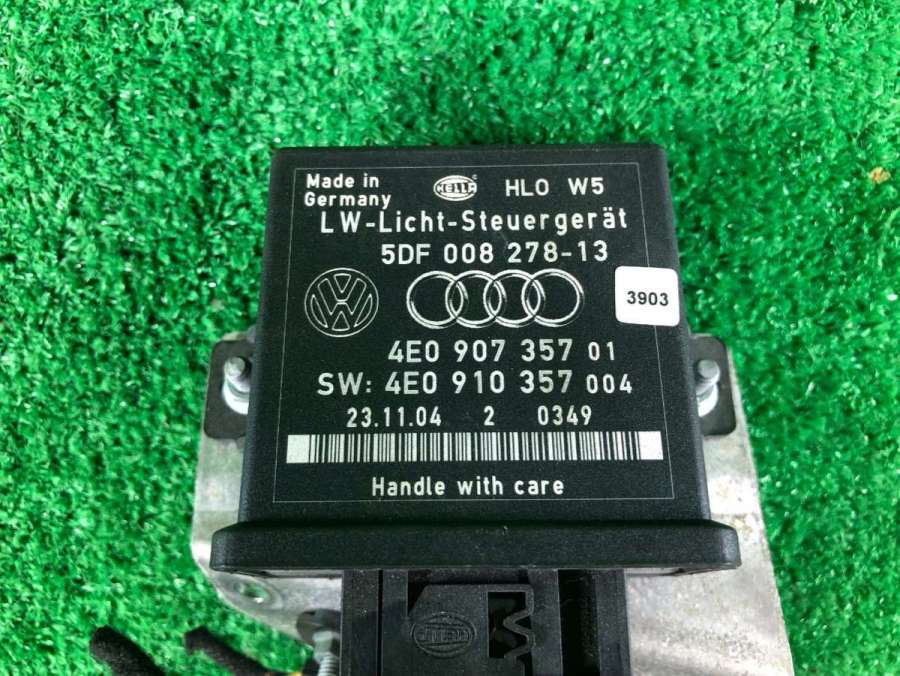 Made in
Germany
HELLA
HLO W5
LW-Licht-Steuergerät
5DF 008 278-13
3903
4E0 907 357 01
SW: 4E0 910 357 004
23.11.04 2 0349
Handle with care
HELLA